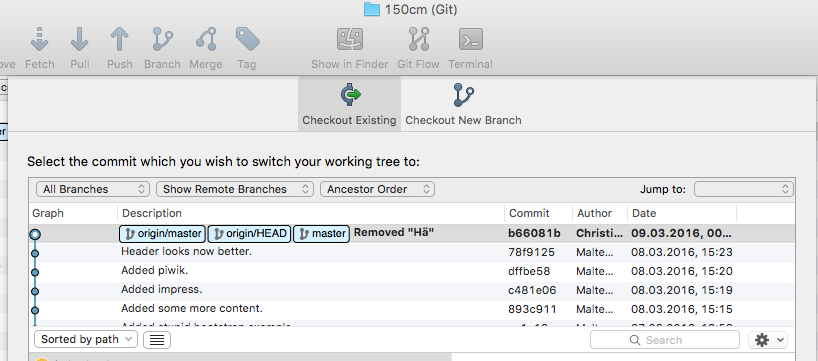 150cm (Git)
ove Fetch Pull Push Branch Merge Tag Show in Finder Git Flow Terminal
Checkout Existing Checkout New Branch
Select the commit which you wish to switch your working tree to:
All Branches Show Remote Branches Ancestor Order Jump to:
Graph Description Commit Author Date
origin/master origin/HEAD master Removed "Hä" b66081b Christi... 09.03.2016, 00...
Header looks now better. 78f9125 Malte... 08.03.2016, 15:23
Added piwik. dffbe58 Malte... 08.03.2016, 15:20
Added impress. c481e06 Malte... 08.03.2016, 15:19
Added some more content. 893c911 Malte... 08.03.2016, 15:15
Added stupid bootstrap example
Sorted by path Search